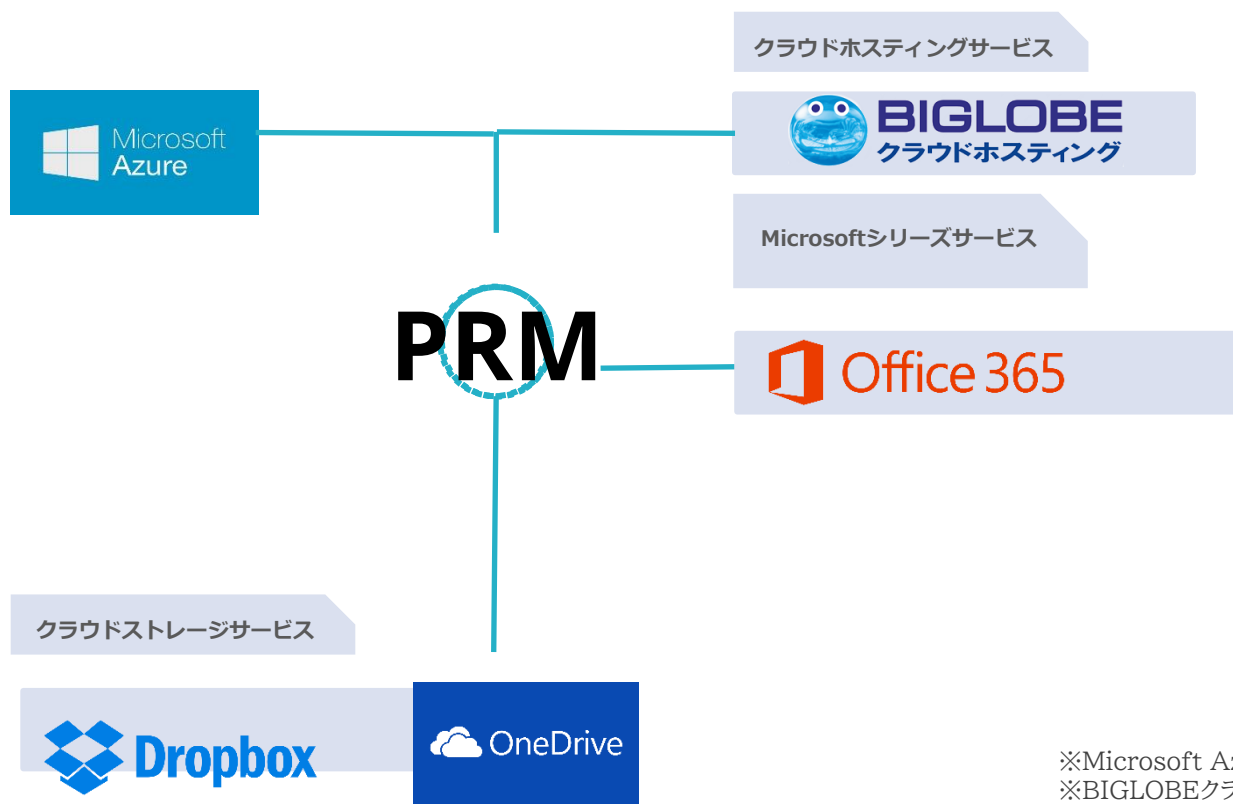 クラウドホスティングサービス
Microsoft
Azure
BIGLOBE
クラウドホスティング
Microsoftシリーズサービス
PRM
Office 365
クラウドストレージサービス
Dropbox
OneDrive
※Microsoft Az
※BIGLOBEクラ